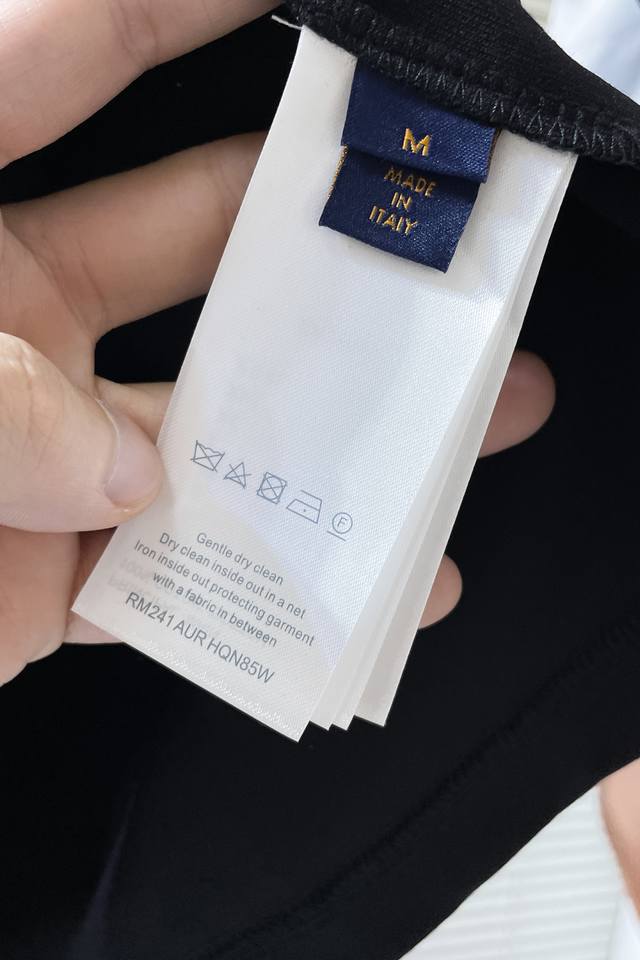 M
MADE
IN
ITALY
F
Gentle dry clean
Dry clean inside out in a net
Iron inside out protecting garment
with a fabric in between
RM241 AUR HQN85W